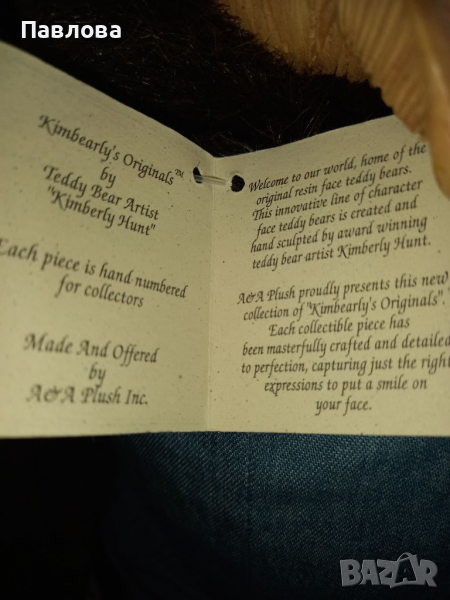 Павлова
Kimbearly's Originals™
by
Teddy Bear Artist
"Kimberly Hunt"
Each piece is hand numbered
for collectors
Made And Offered
by
A&A Plush Inc.
Welcome to our world, home of the
original resin face teddy bears.
This innovative line of character
face teddy bears is created and
hand sculpted by award winning
teddy bear artist Kimberly Hunt.
A&A Plush proudly presents this new
collection of "Kimbearly's Originals".
Each collectible piece has
been masterfully crafted and detailed
to perfection, capturing just the right
expressions to put a smile on
your face.
BAZAR